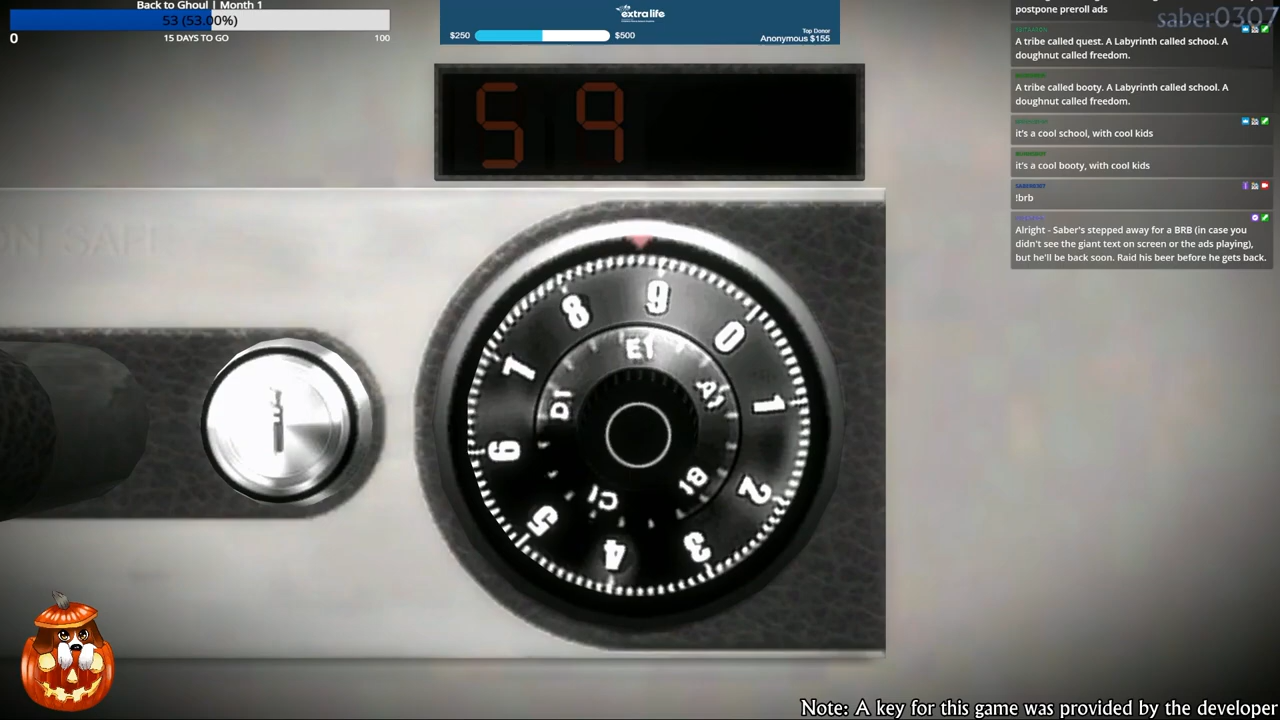 Back to Ghoul | Month 1
53 (53.00%)
0
15 DAYS TO GO
100
extra life
$250
$500
Top Donor
Anonymous $155
saber0307
postpone preroll ads
A tribe called quest. A Labyrinth called school. A
doughnut called freedom.
A tribe called booty. A Labyrinth called school. A
doughnut called freedom.
it's a cool school, with cool kids
it's a cool booty, with cool kids
SABER0307
!brb
Alright - Saber's stepped away for a BRB (in case you
didn't see the giant text on screen or the ads playing),
but he'll be back soon. Raid his beer before he gets back.
5 9
ON SAFE
9
0
1
2
3
4
5
6
7
8
E1
A1
B1
C1
D1
Note: A key for this game was provided by the developer